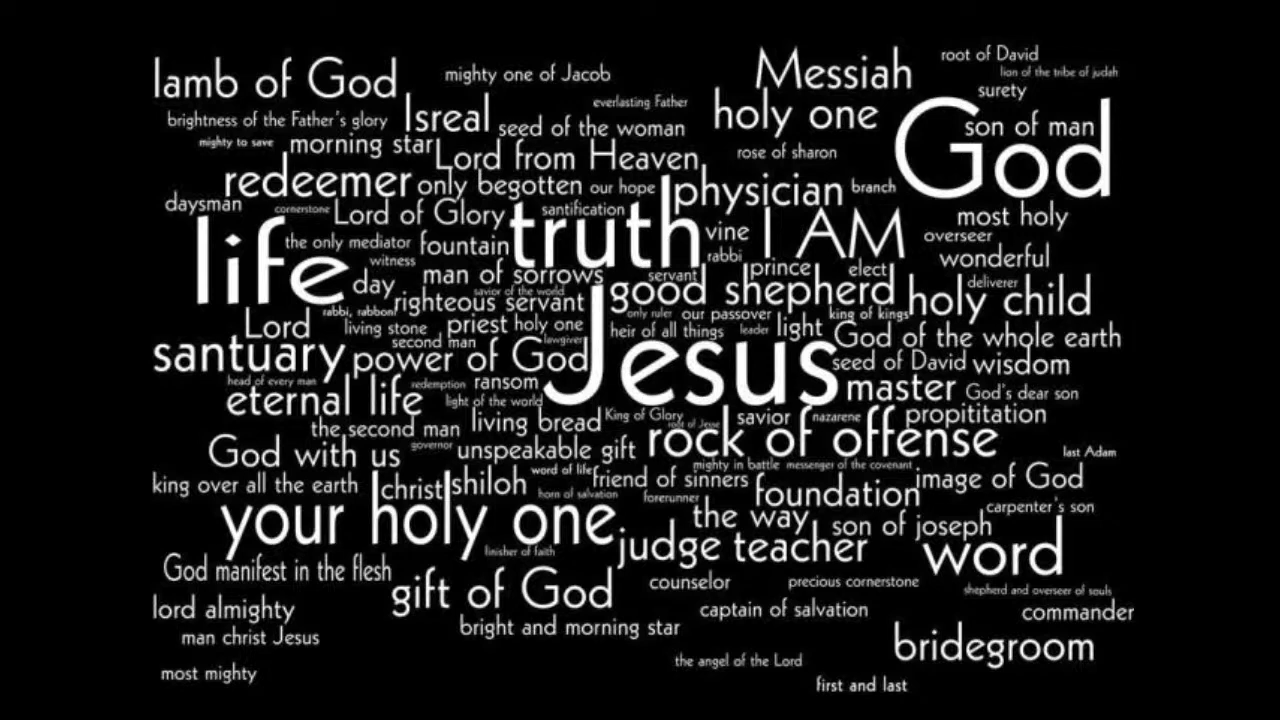 lamb of God
mighty one of Jacob
Messiah
root of David
lion of the tribe of judah
surety
brightness of the Father's glory
Isreal
everlasting Father
seed of the woman
holy one
God
son of man
mighty to save
morning star
Lord from Heaven
rose of sharon
redeemer
only begotten
our hope
physician
branch
daysman
cornerstone
Lord of Glory
santification
truth
vine
I AM
most holy
overseer
life
the only mediator
fountain
rabbi
wonderful
witness
day
man of sorrows
servant
prince
elect
deliverer
savior of the world
righteous servant
good shepherd
holy child
rabbi, rabboni
Lord
living stone
priest
holy one
only ruler
our passover
king of kings
heir of all things
leader
light
God of the whole earth
second man
lawgiver
santuary
power of God
Jesus
seed of David
wisdom
head of every man
redemption
ransom
master
God's dear son
eternal life
light of the world
King of Glory
savior
nazarene
propititation
the second man
living bread
root of Jesse
rock of offense
God with us
governor
unspeakable gift
last Adam
word of life
mighty in battle
messenger of the covenant
king over all the earth
christ
shiloh
friend of sinners
image of God
horn of salvation
forerunner
foundation
your holy one
the way
son of joseph
carpenter's son
finisher of faith
judge
teacher
word
God manifest in the flesh
gift of God
counselor
precious cornerstone
shepherd and overseer of souls
lord almighty
captain of salvation
commander
man christ Jesus
bright and morning star
bridegroom
most mighty
the angel of the Lord
first and last